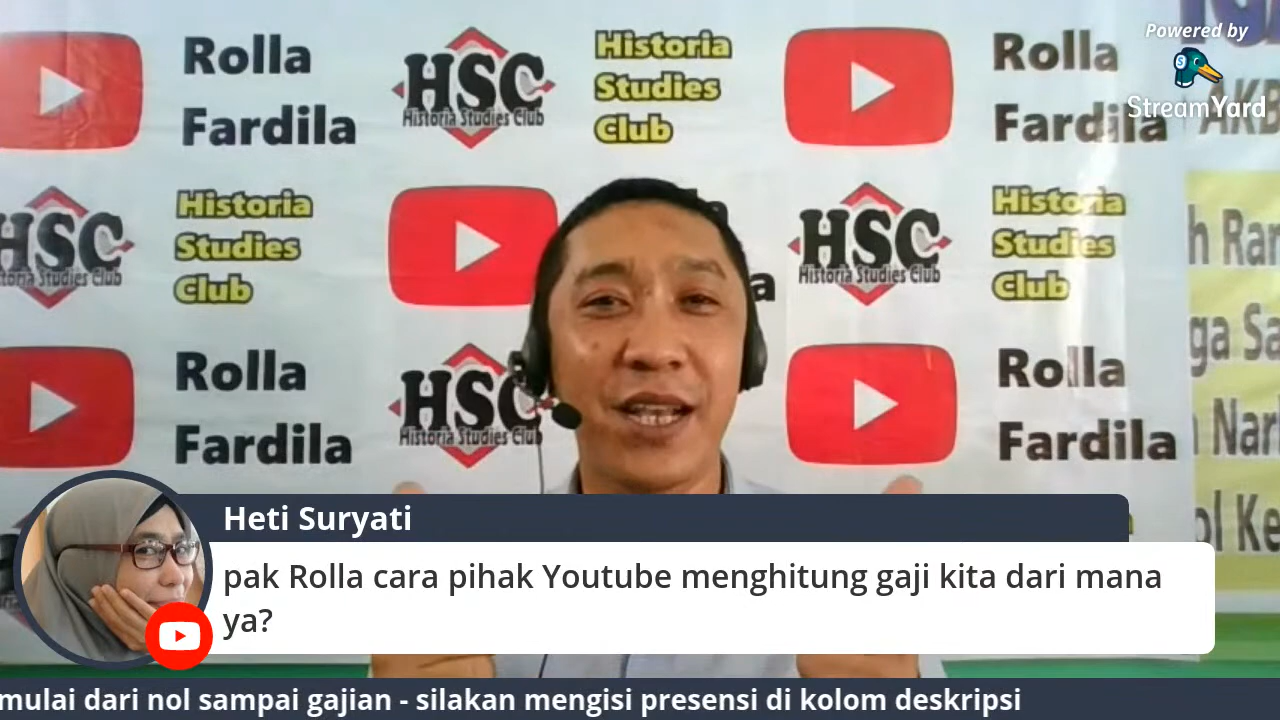 Powered by
StreamYard
Rolla
Fardila
HSC
Historia Studies Club
Historia
Studies
Club
Rolla
Fardila
HSC
Historia Studies Club
Historia
Studies
Club
HSC
Historia Studies Club
Historia
Studies
Club
Rolla
Fardila
HSC
Historia Studies Club
Rolla
Fardila
Heti Suryati
pak Rolla cara pihak Youtube menghitung gaji kita dari mana
ya?
mulai dari nol sampai gajian - silakan mengisi presensi di kolom deskripsi